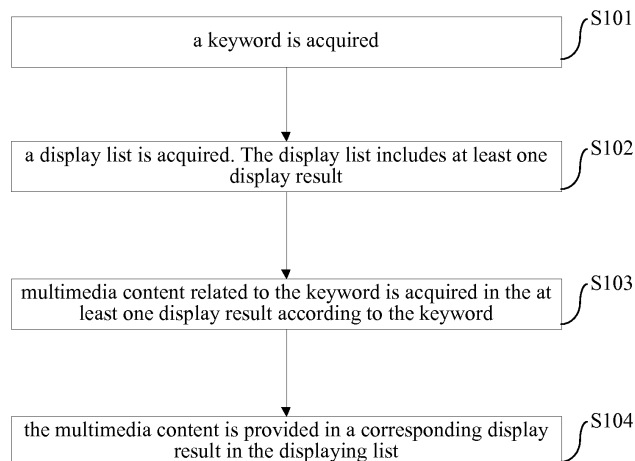 S101
a keyword is acquired
S102
a display list is acquired. The display list includes at least one
display result
S103
multimedia content related to the keyword is acquired in the at
least one display result according to the keyword
S104
the multimedia content is provided in a corresponding display
result in the displaying list